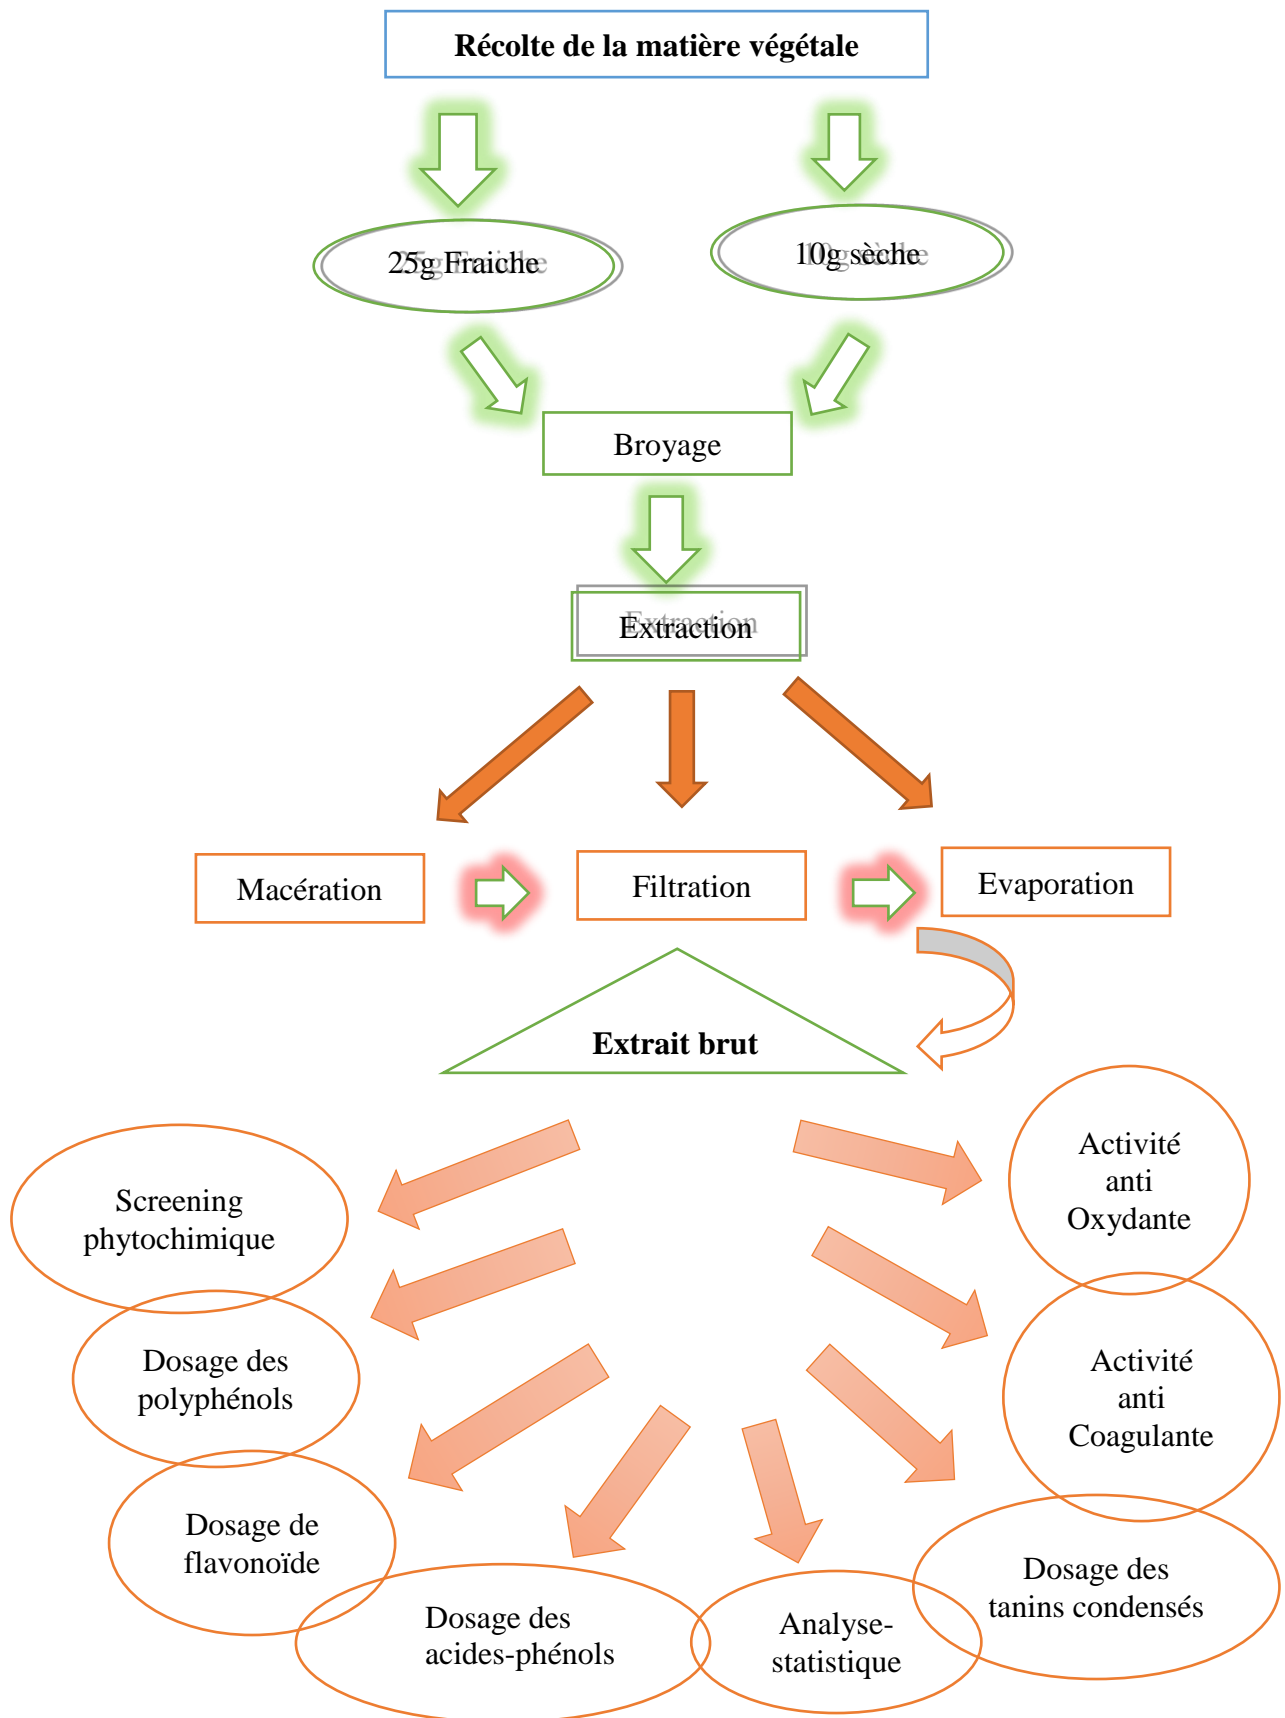 Récolte de la matière végétale
25g Fraiche
10g sèche
Broyage
Extraction
Macération
Filtration
Evaporation
Extrait brut
Activité
anti
Oxydante
Screening
phytochimique
Dosage des
polyphénols
Activité
anti
Coagulante
Dosage de
flavonoïde
Dosage des
tanins condensés
Dosage des
acides-phénols
Analyse-
statistique